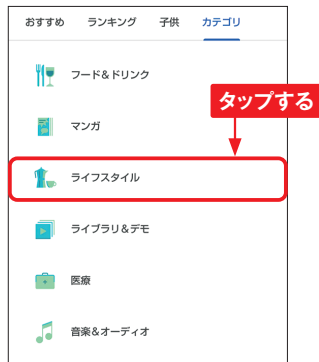 おすすめ ランキング 子供 カテゴリ
フード&ドリンク
タップする
マンガ
ライフスタイル
ライブラリ&デモ
医療
音楽&オーディオ